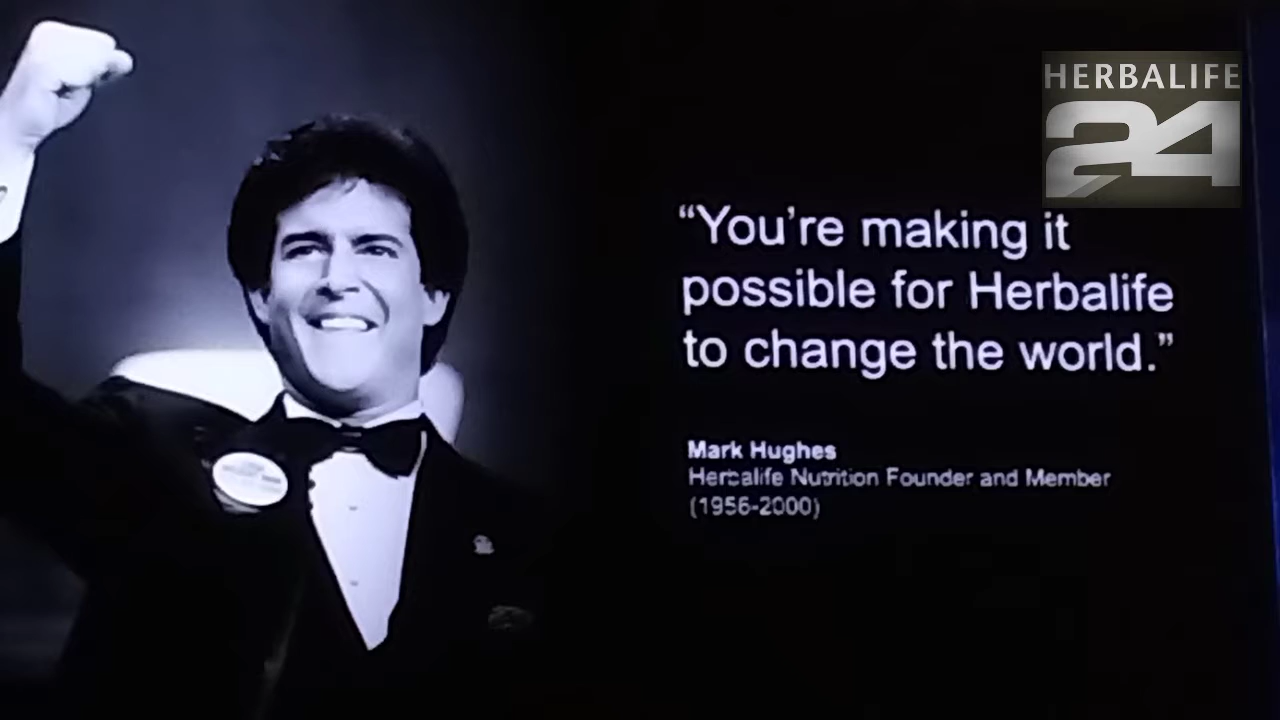 HERBALIFE
24
“You’re making it
possible for Herbalife
to change the world.”
Mark Hughes
Herbalife Nutrition Founder and Member
(1956-2000)